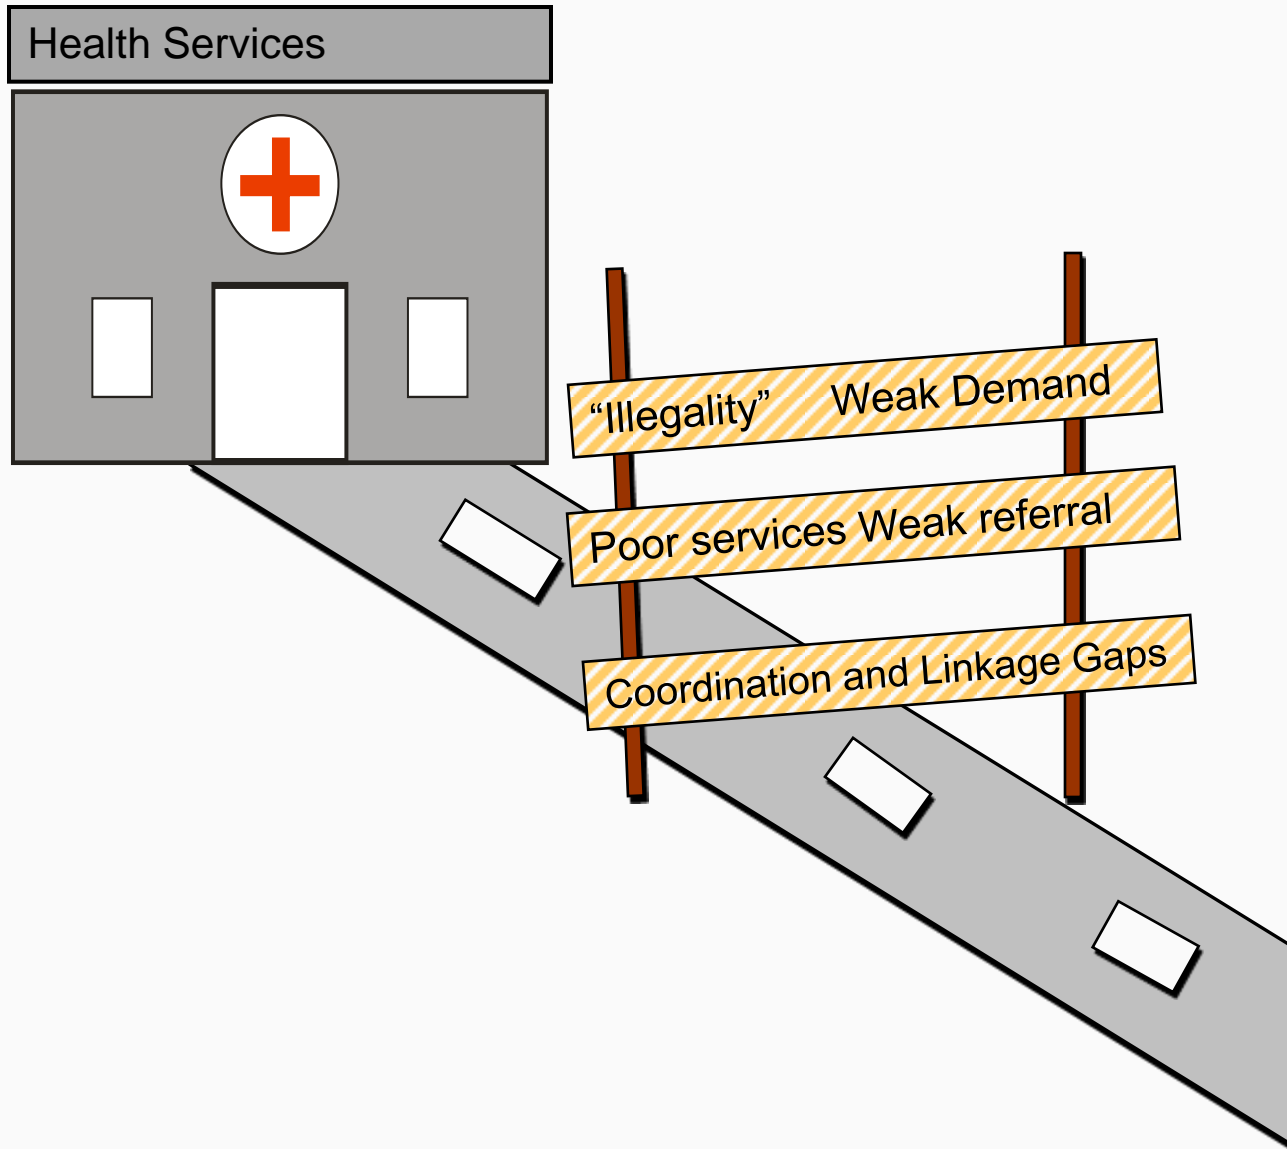 Health Services
“Illegality” Weak Demand
Poor services Weak referral
Coordination and Linkage Gaps